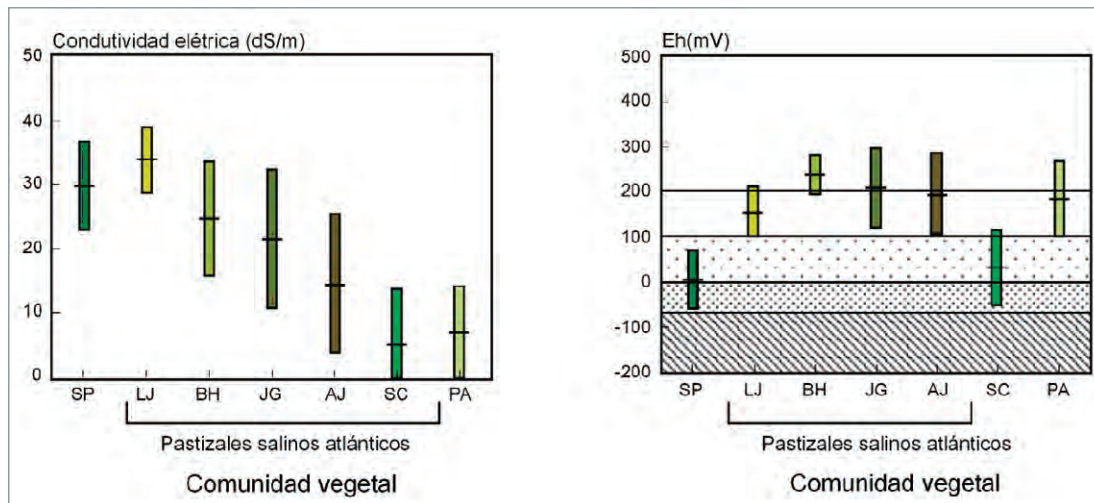 Condutividad elétrica (dS/m)
50
40
30
20
10
0
SP LJ BH JG AJ SC PA
Pastizales salinos atlánticos
Comunidad vegetal
Eh(mV)
500
400
300
200
100
0
-100
-200
SP LJ BH JG AJ SC PA
Pastizales salinos atlánticos
Comunidad vegetal